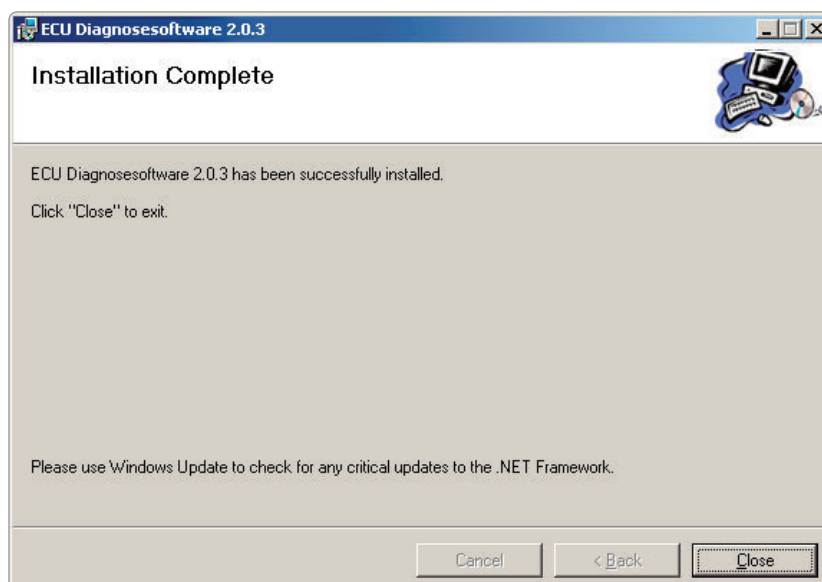 ECU Diagnosesoftware 2.0.3
Installation Complete
ECU Diagnosesoftware 2.0.3 has been successfully installed.
Click "Close" to exit.
Please use Windows Update to check for any critical updates to the .NET Framework.
Cancel
< Back
Close